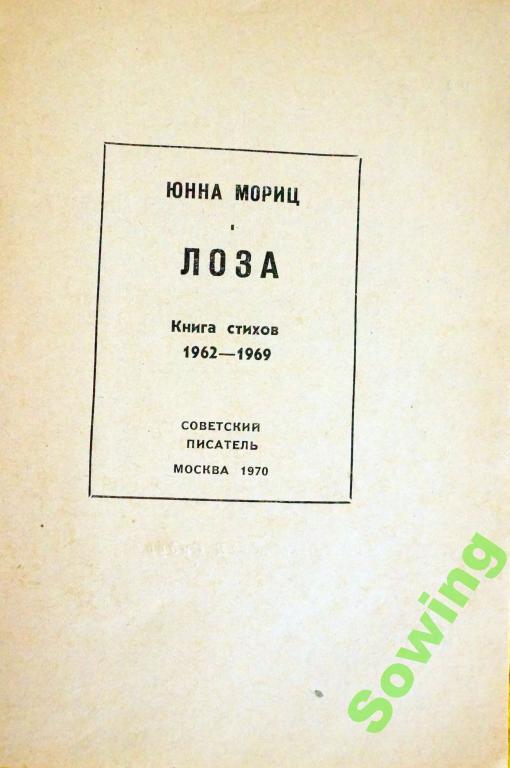 ЮННА МОРИЦ
ЛОЗА
Книга стихов
1962—1969
СОВЕТСКИЙ
ПИСАТЕЛЬ
МОСКВА 1970
Sowing